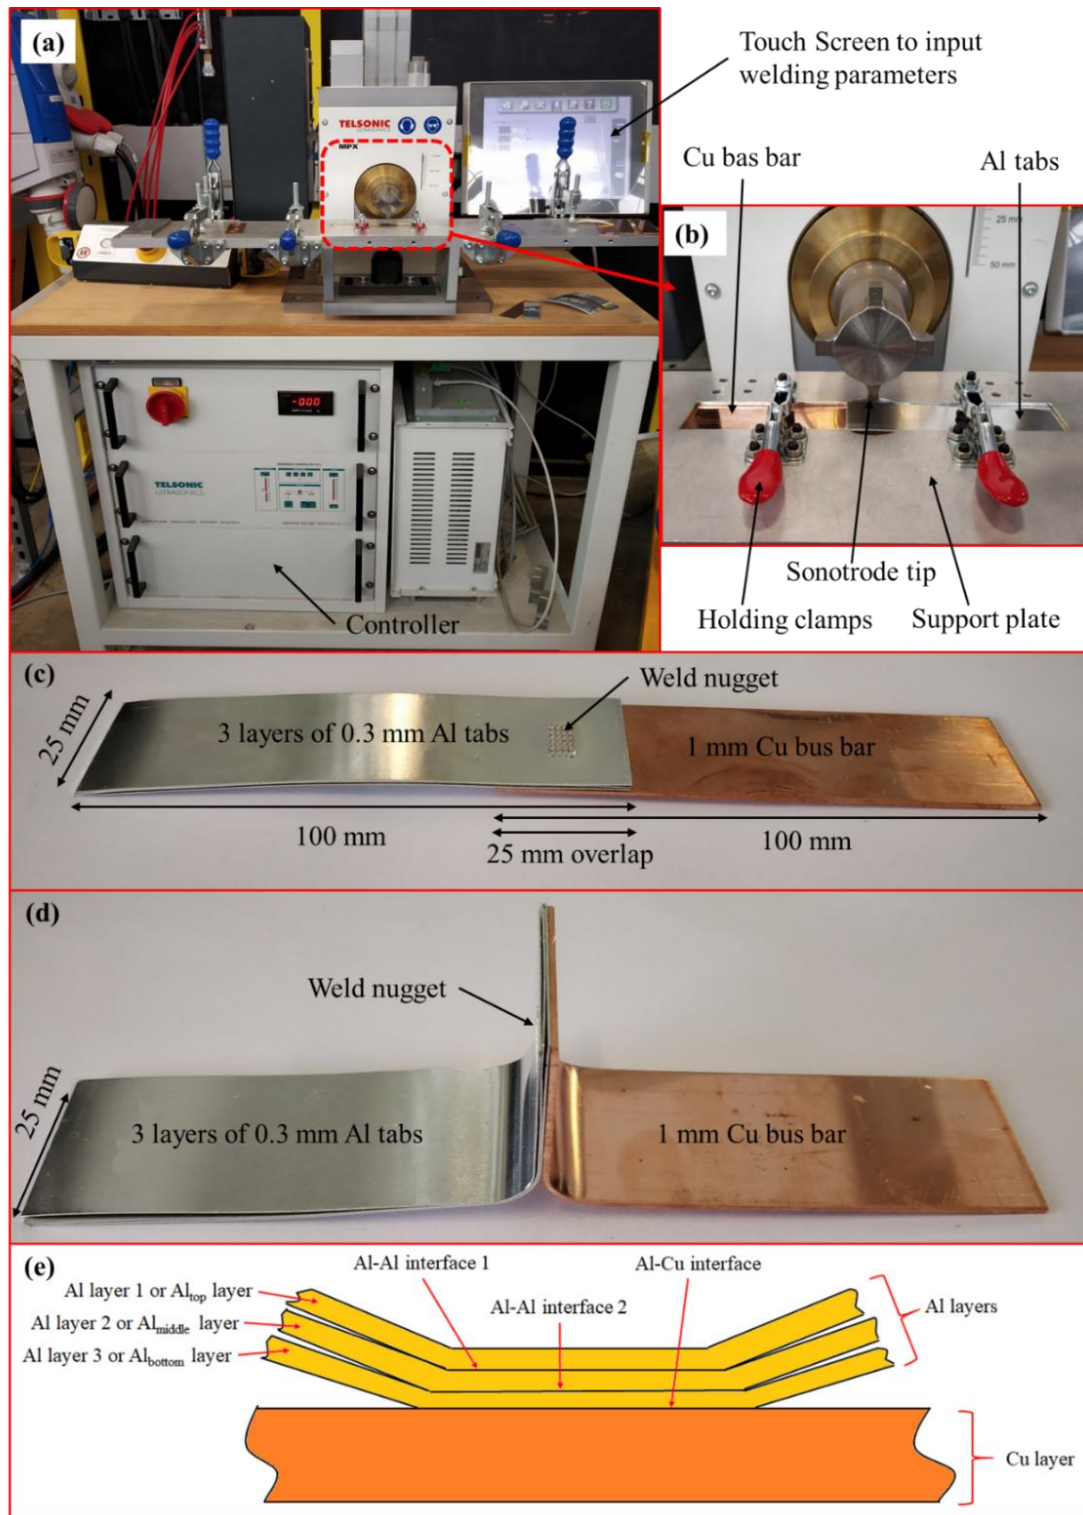 (a)
Touch Screen to input
welding parameters
TELSONIC
ULTRASONICS
MPX
-000
TELSONIC
ULTRASONICS
Controller
Cu bas bar
Al tabs
(b)
25 mm
50 mm
Sonotrode tip
Holding clamps
Support plate
(c)
Weld nugget
25 mm
3 layers of 0.3 mm Al tabs
1 mm Cu bus bar
100 mm
25 mm overlap
100 mm
(d)
Weld nugget
25 mm
3 layers of 0.3 mm Al tabs
1 mm Cu bus bar
(e)
Al-Al interface 1
Al-Cu interface
Al layer 1 or Altop layer
Al-Al interface 2
Al layers
Al layer 2 or Almiddle layer
Al layer 3 or Albottom layer
Cu layer